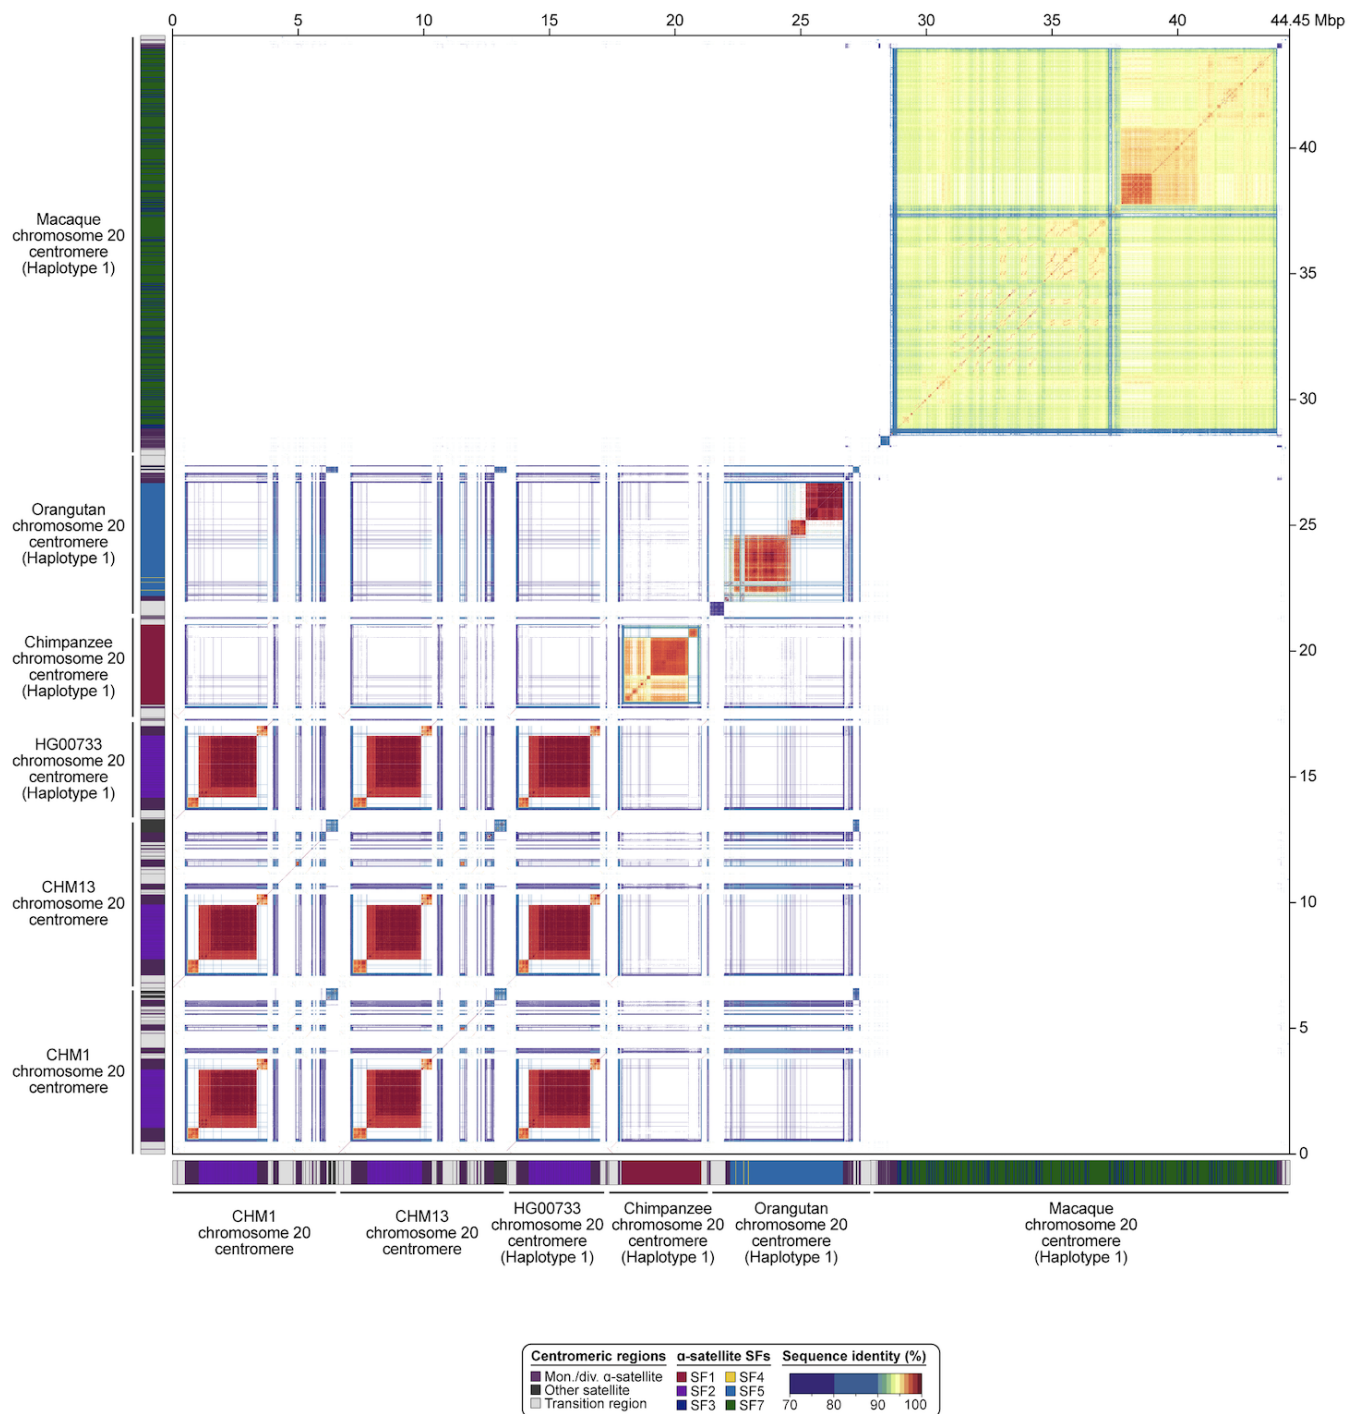 0 5 10 15 20 25 30 35 40 44.45 Mbp
40
35
30
25
20
15
10
5
0
Macaque
chromosome 20
centromere
(Haplotype 1)
Orangutan
chromosome 20
centromere
(Haplotype 1)
Chimpanzee
chromosome 20
centromere
(Haplotype 1)
HG00733
chromosome 20
centromere
(Haplotype 1)
CHM13
chromosome 20
centromere
CHM1
chromosome 20
centromere
CHM1
chromosome 20
centromere
CHM13
chromosome 20
centromere
HG00733
chromosome 20
centromere
(Haplotype 1)
Chimpanzee
chromosome 20
centromere
(Haplotype 1)
Orangutan
chromosome 20
centromere
(Haplotype 1)
Macaque
chromosome 20
centromere
(Haplotype 1)
Centromeric regions
Mon./div. α-satellite
Other satellite
Transition region
α-satellite SFs
SF1 SF4
SF2 SF5
SF3 SF7
Sequence identity (%)
70 80 90 100